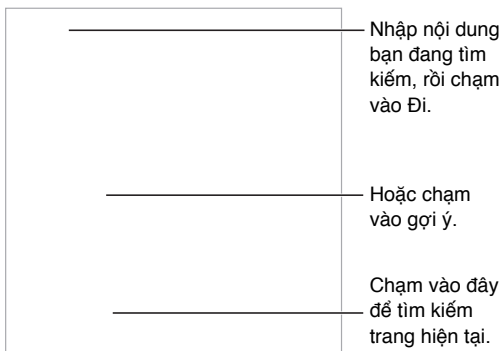 Nhập nội dung
bạn đang tìm
kiếm, rồi chạm
vào Đi.
Hoặc chạm
vào gợi ý.
Chạm vào đây
để tìm kiếm
trang hiện tại.